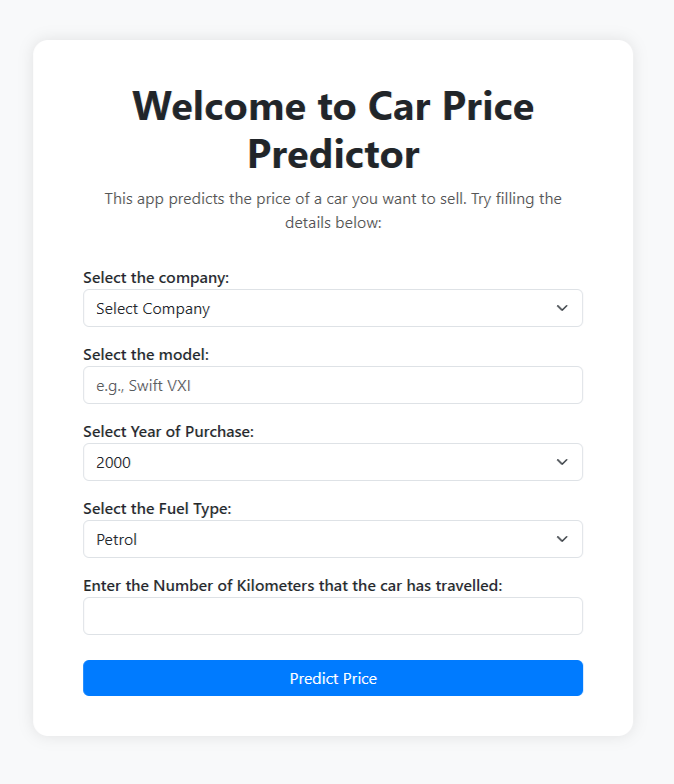 Welcome to Car Price
Predictor
This app predicts the price of a car you want to sell. Try filling the
details below:
Select the company:
Select Company
Select the model:
e.g., Swift VXI
Select Year of Purchase:
2000
Select the Fuel Type:
Petrol
Enter the Number of Kilometers that the car has travelled:
Predict Price